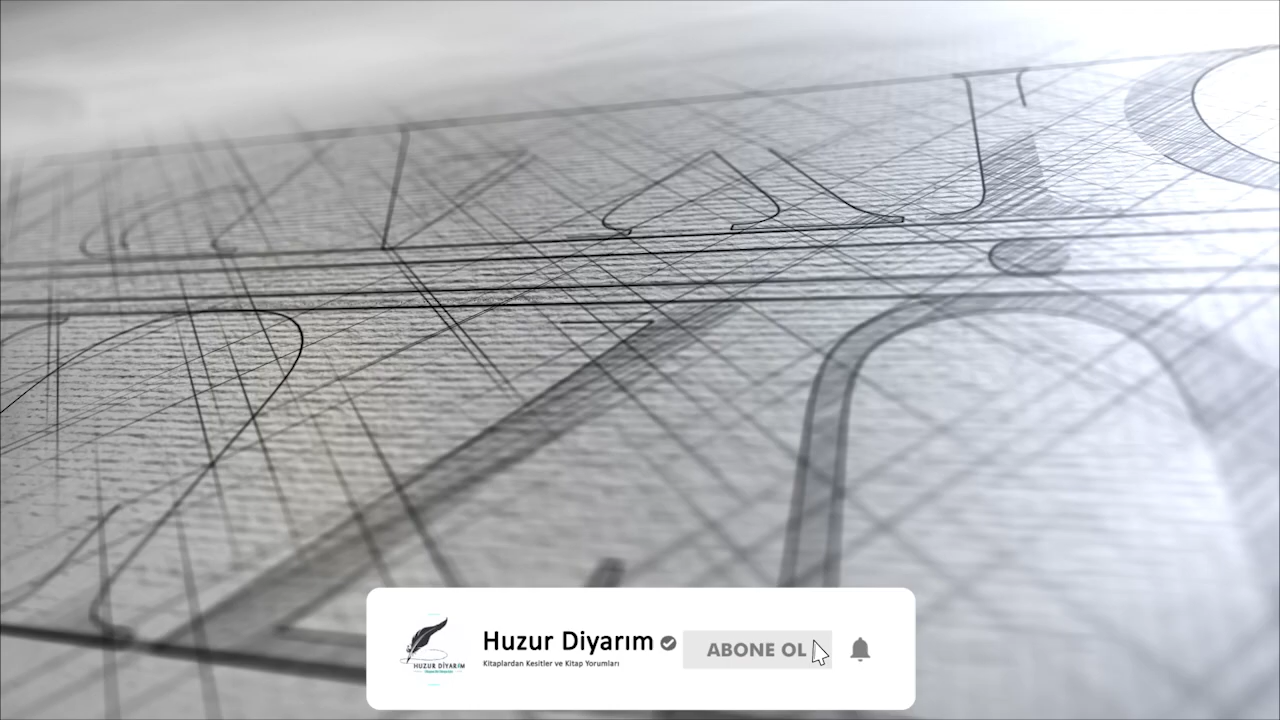 Huzur Diyarım
Kitaplardan Kesitler ve Kitap Yorumları
ABONE OL
HUZUR DİYARIM